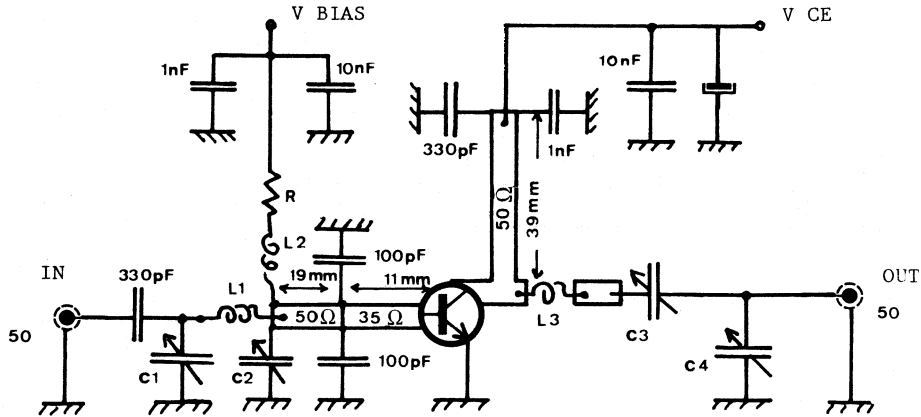 V BIAS
V CE
1nF
10nF
10nF
330pF
1nF
50Ω
39mm
R
L2
100pF
19mm
11mm
IN
330pF
L1
OUT
50
50Ω
35 Ω
L3
50
C1
C2
100pF
C3
C4